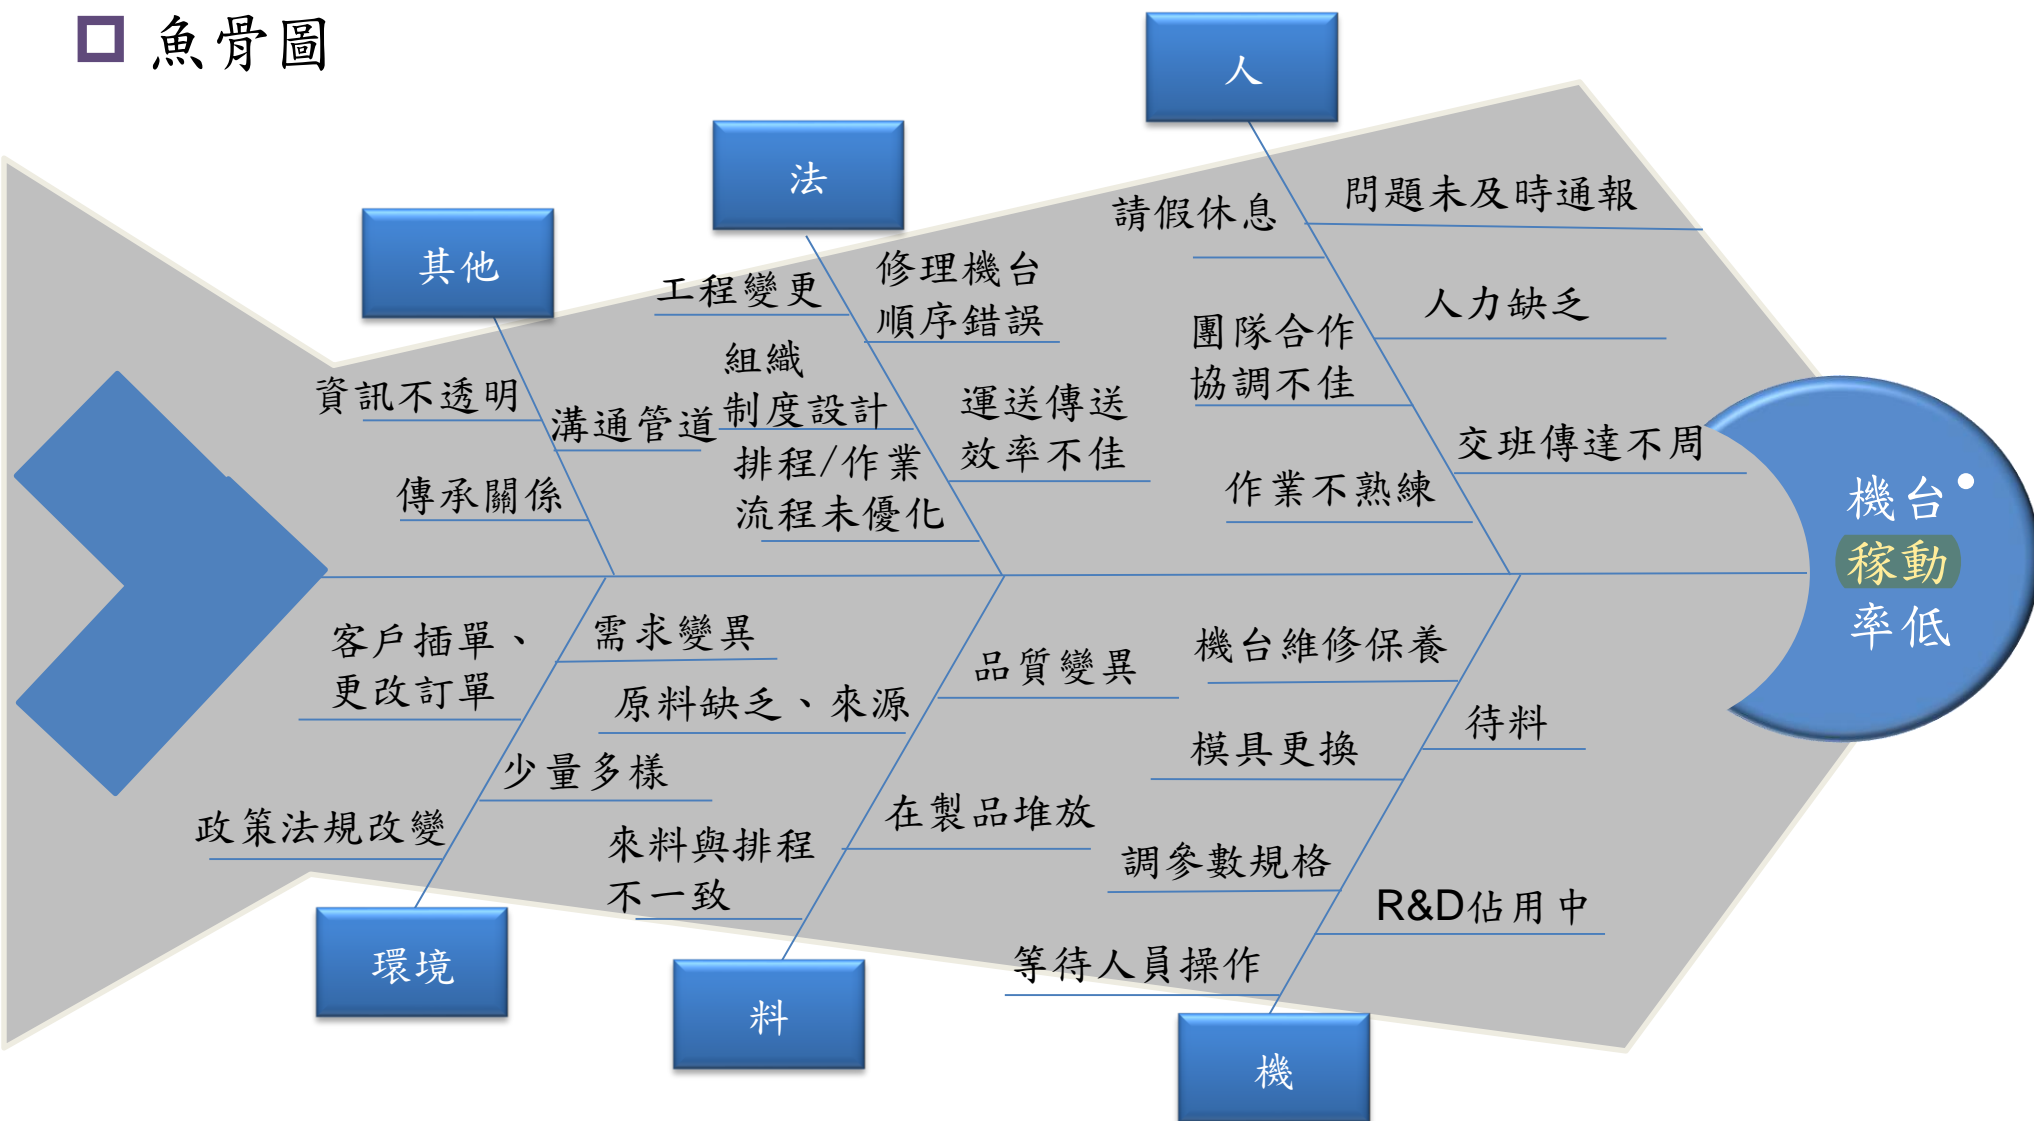 魚骨圖
人
法
其他
問題未及時通報
請假休息
人力缺乏
團隊合作
協調不佳
交班傳達不周
作業不熟練
工程變更
修理機台
順序錯誤
組織
制度設計
運送傳送
效率不佳
排程/作業
流程未優化
資訊不透明
溝通管道
傳承關係
機台
稼動
率低
客戶插單、
更改訂單
需求變異
少量多樣
政策法規改變
環境
品質變異
原料缺乏、來源
在製品堆放
來料與排程
不一致
料
機台維修保養
待料
模具更換
調參數規格
R&D佔用中
等待人員操作
機